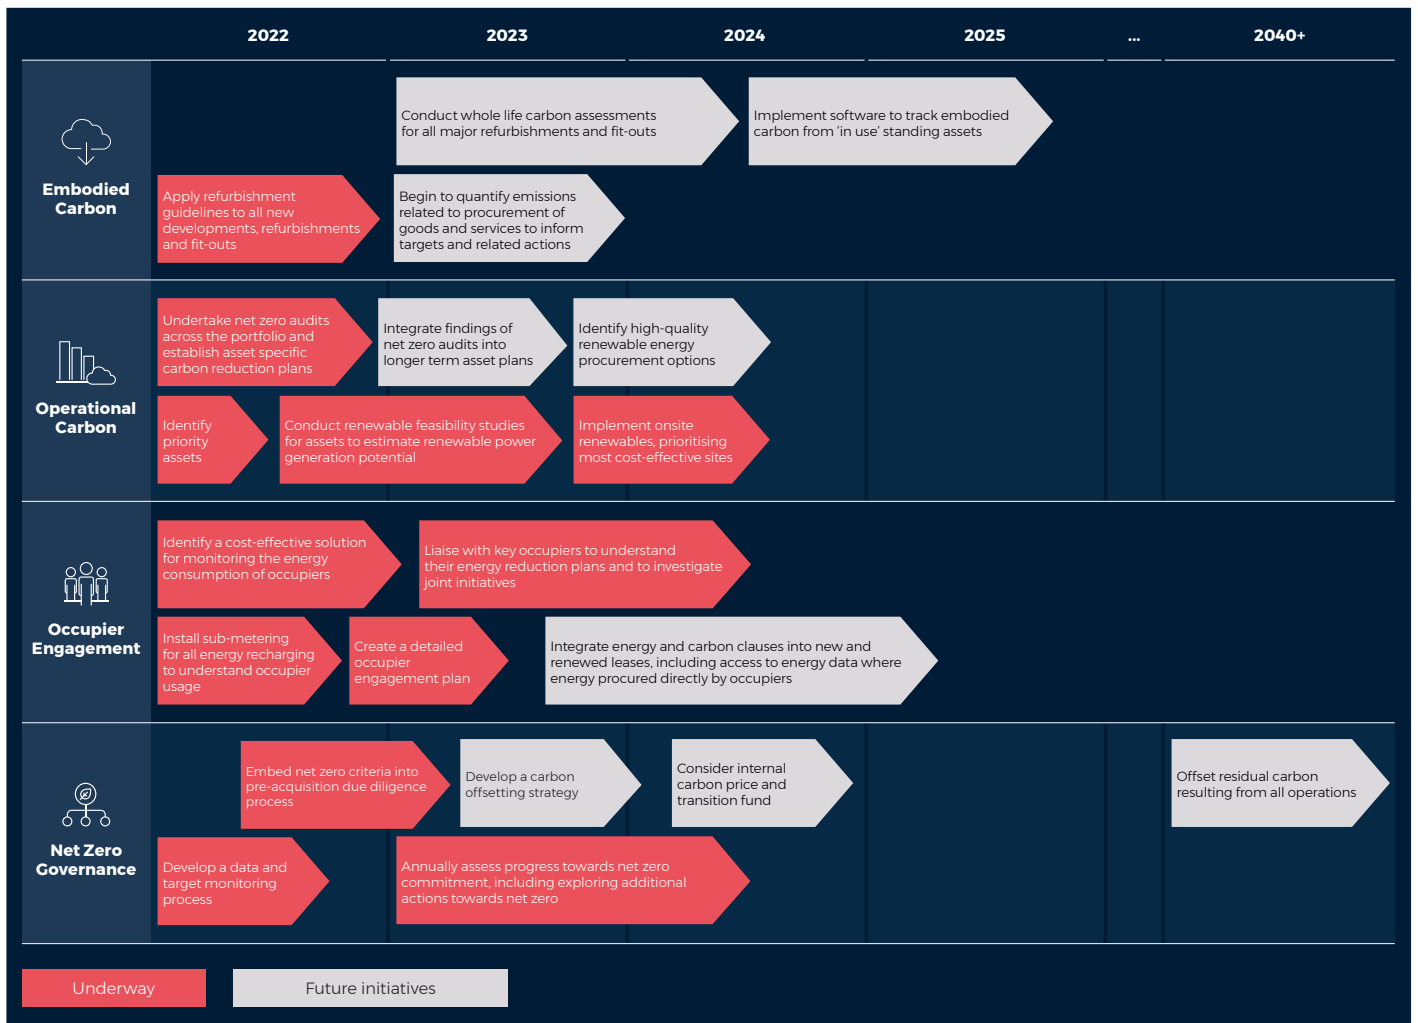 2022
2023
2024
2025
...
2040+
Embodied
Carbon
Conduct whole life carbon assessments
for all major refurbishments and fit-outs
Implement software to track embodied
carbon from ‘in use’ standing assets
Apply refurbishment
guidelines to all new
developments, refurbishments
and fit-outs
Begin to quantify emissions
related to procurement of
goods and services to inform
targets and related actions
Operational
Carbon
Undertake net zero audits
across the portfolio and
establish asset specific
carbon reduction plans
Integrate findings of
net zero audits into
longer term asset plans
Identify high-quality
renewable energy
procurement options
Identify
priority
assets
Conduct renewable feasibility studies
for assets to estimate renewable power
generation potential
Implement onsite
renewables, prioritising
most cost-effective sites
Occupier
Engagement
Identify a cost-effective solution
for monitoring the energy
consumption of occupiers
Liaise with key occupiers to understand
their energy reduction plans and to investigate
joint initiatives
Install sub-metering
for all energy recharging
to understand occupier
usage
Create a detailed
occupier
engagement plan
Integrate energy and carbon clauses into new and
renewed leases, including access to energy data where
energy procured directly by occupiers
Net Zero
Governance
Embed net zero criteria into
pre-acquisition due diligence
process
Develop a carbon
offsetting strategy
Consider internal
carbon price and
transition fund
Offset residual carbon
resulting from all operations
Develop a data and
target monitoring
process
Annually assess progress towards net zero
commitment, including exploring additional
actions towards net zero
Underway
Future initiatives